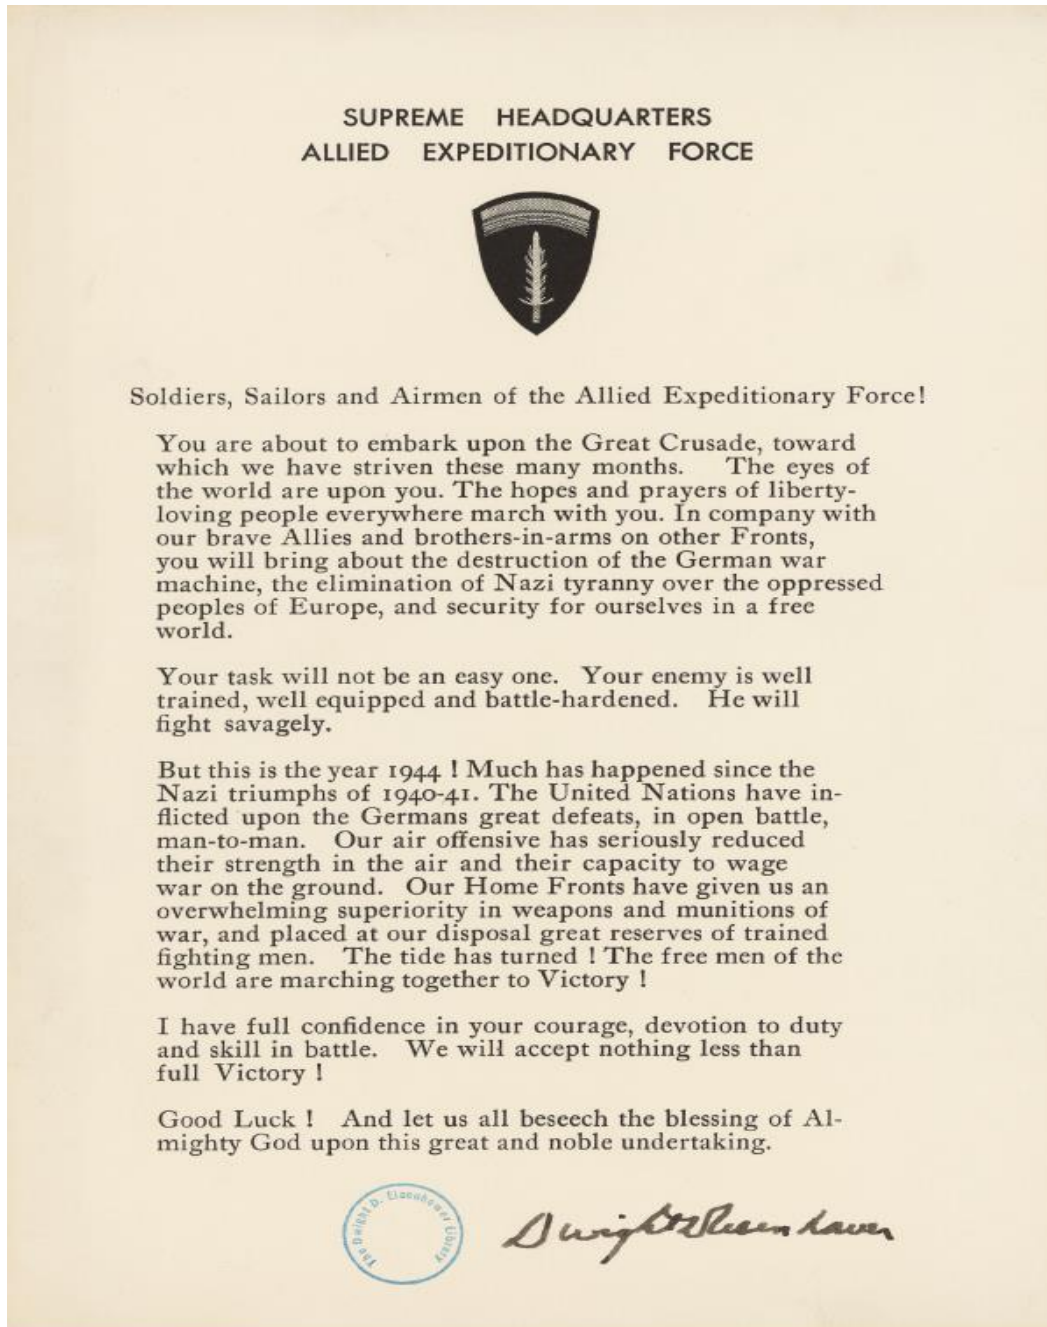 SUPREME HEADQUARTERS
ALLIED EXPEDITIONARY FORCE
Soldiers, Sailors and Airmen of the Allied Expeditionary Force!
You are about to embark upon the Great Crusade, toward
which we have striven these many months. The eyes of
the world are upon you. The hopes and prayers of liberty-
loving people everywhere march with you. In company with
our brave Allies and brothers-in-arms on other Fronts,
you will bring about the destruction of the German war
machine, the elimination of Nazi tyranny over the oppressed
peoples of Europe, and security for ourselves in a free
world.
Your task will not be an easy one. Your enemy is well
trained, well equipped and battle-hardened. He will
fight savagely.
But this is the year 1944 ! Much has happened since the
Nazi triumphs of 1940-41. The United Nations have in-
flicted upon the Germans great defeats, in open battle,
man-to-man. Our air offensive has seriously reduced
their strength in the air and their capacity to wage
war on the ground. Our Home Fronts have given us an
overwhelming superiority in weapons and munitions of
war, and placed at our disposal great reserves of trained
fighting men. The tide has turned ! The free men of the
world are marching together to Victory !
I have full confidence in your courage, devotion to duty
and skill in battle. We will accept nothing less than
full Victory !
Good Luck ! And let us all beseech the blessing of Al-
mighty God upon this great and noble undertaking.
The Dwight D. Eisenhower Library
Dwight D Eisenhower